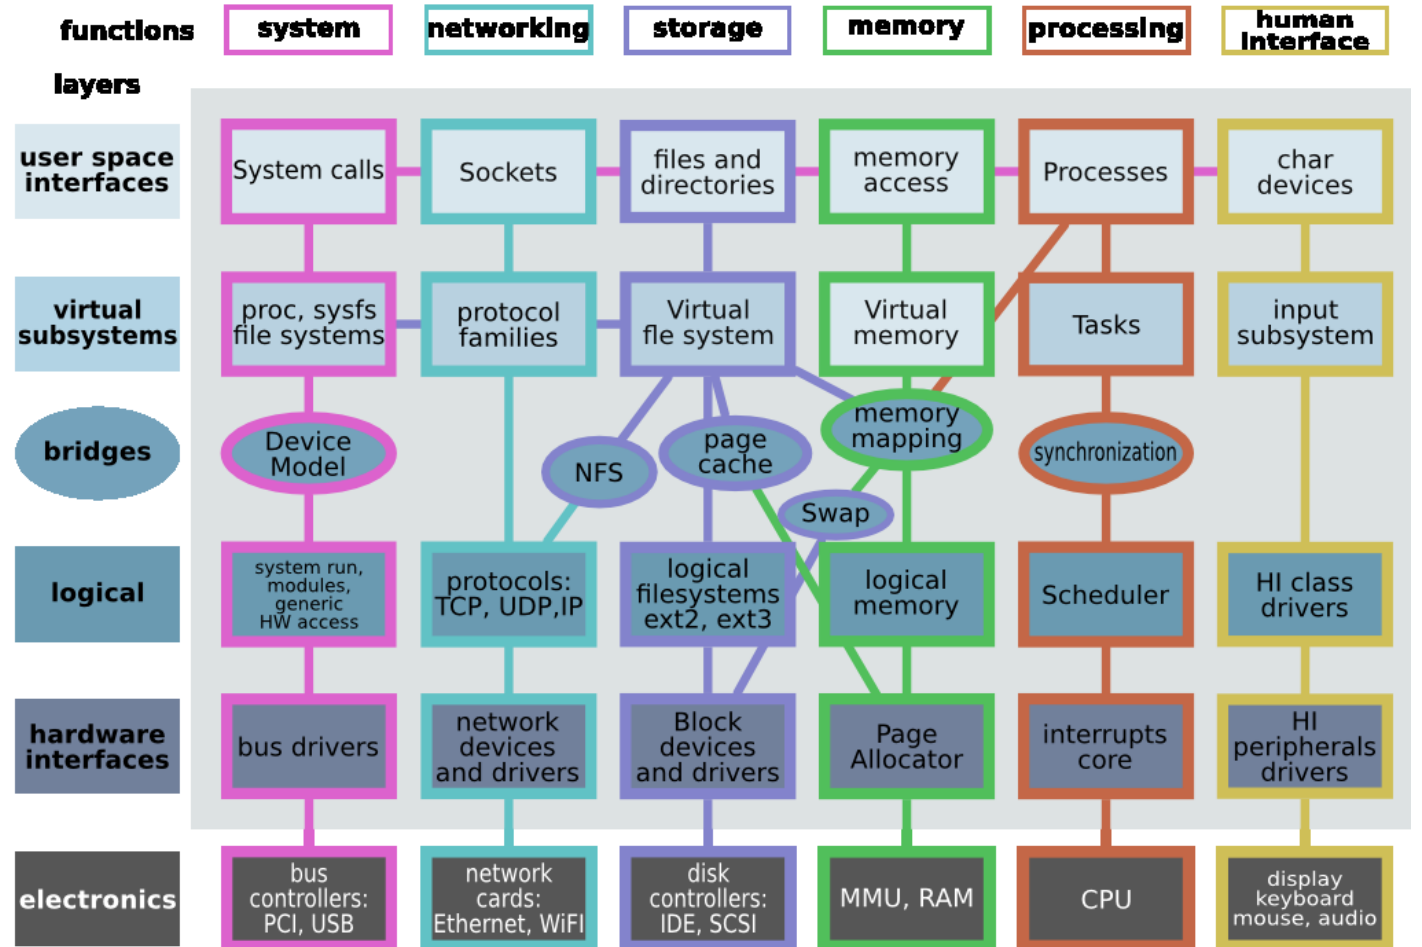 functions
system
networking
storage
memory
processing
human
interface
layers
user space
interfaces
System calls
Sockets
files and
directories
memory
access
Processes
char
devices
virtual
subsystems
proc, sysfs
file systems
protocol
families
Virtual
fle system
Virtual
memory
Tasks
input
subsystem
bridges
Device
Model
NFS
page
cache
memory
mapping
Swap
synchronization
logical
system run,
modules,
generic
HW access
protocols:
TCP, UDP,IP
logical
filesystems
ext2, ext3
logical
memory
Scheduler
HI class
drivers
hardware
interfaces
bus drivers
network
devices
and drivers
Block
devices
and drivers
Page
Allocator
interrupts
core
HI
peripherals
drivers
electronics
bus
controllers:
PCI, USB
network
cards:
Ethernet, WiFI
disk
controllers:
IDE, SCSI
MMU, RAM
CPU
display
keyboard
mouse, audio